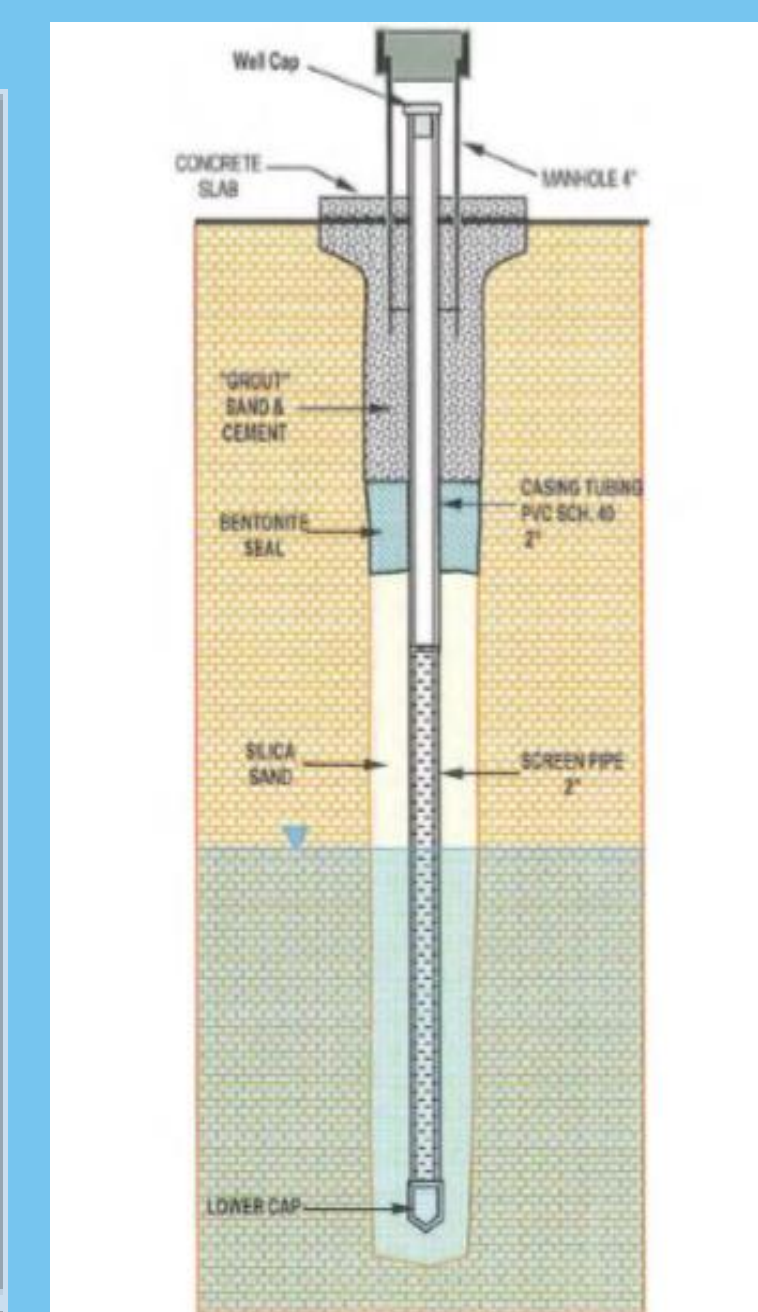 Well Cap
CONCRETE
SLAB
MANHOLE 4"
"GROUT"
SAND &
CEMENT
CASING TUBING
PVC SCH. 40
2"
BENTONITE
SEAL
SILICA
SAND
SCREEN PIPE
2"
LOWER CAP